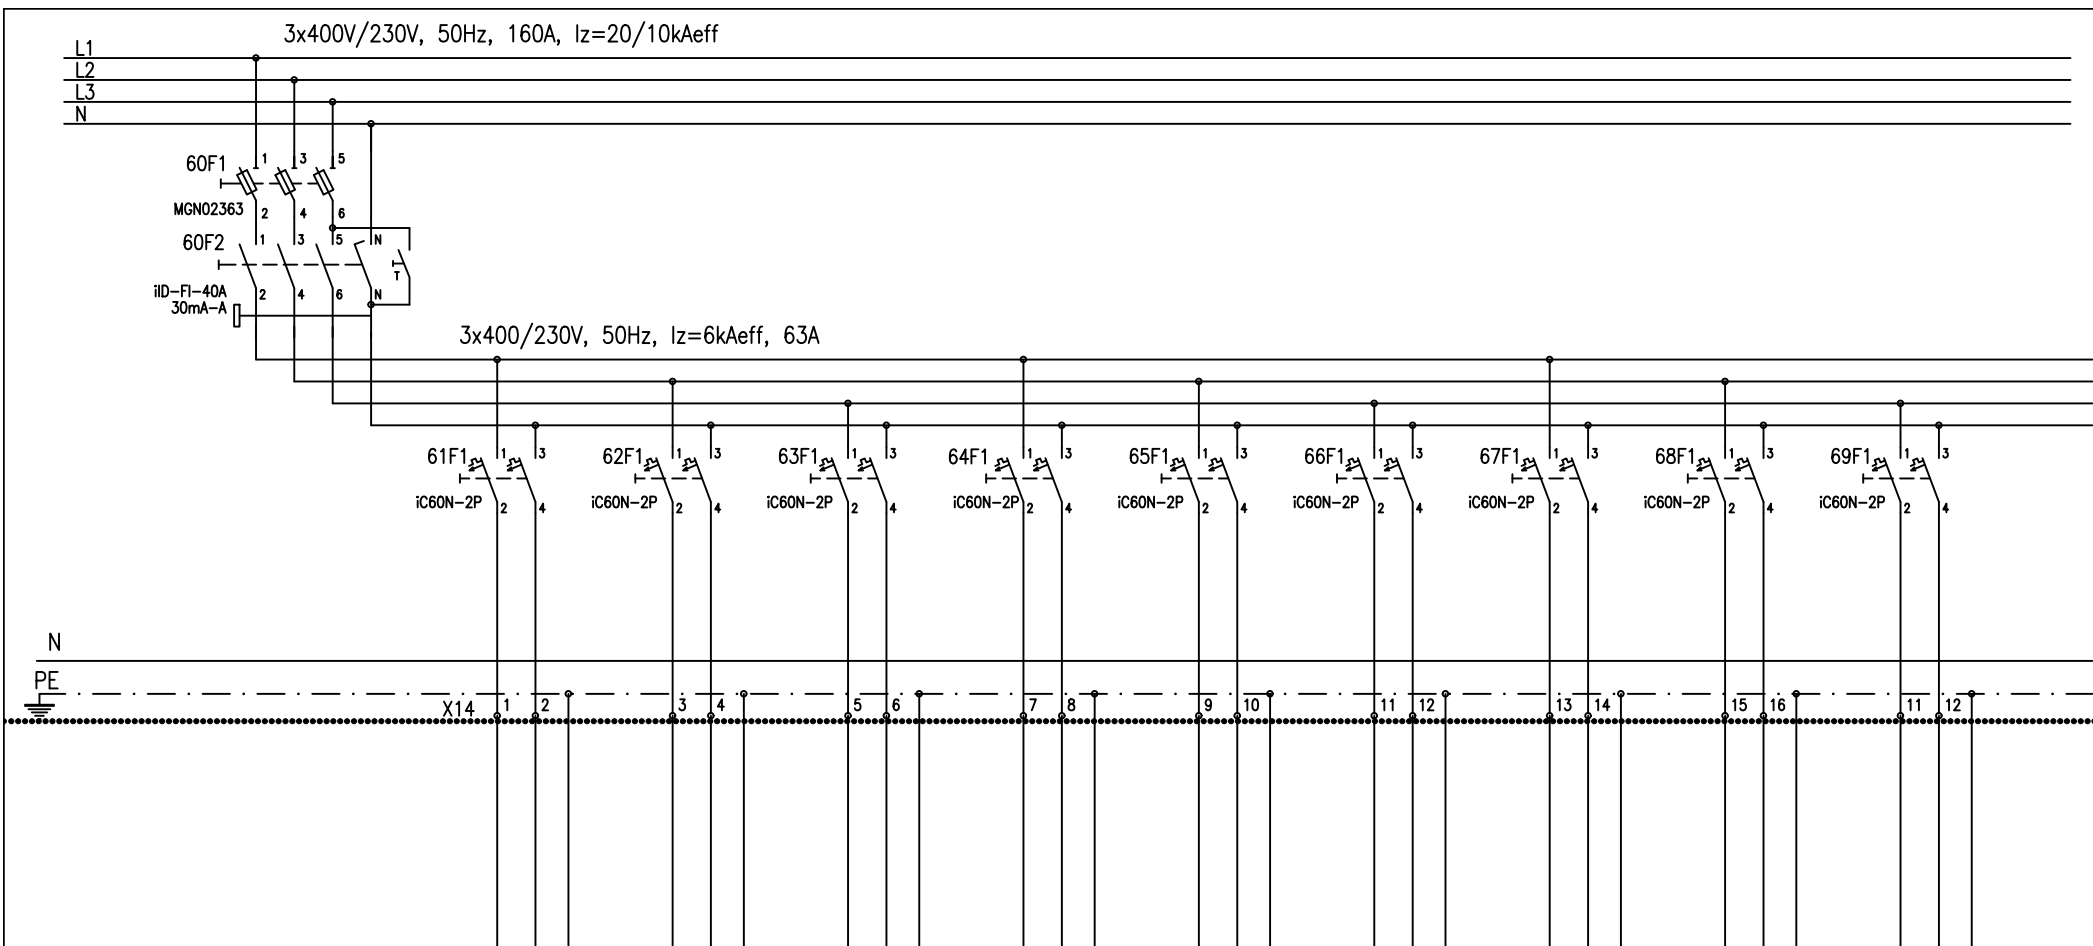 3x400V/230V, 50Hz, 160A, Iz=20/10kAeff
L1
L2
L3
N
60F1 1 3 5
MGN02363 2 4 6
60F2 1 3 5 N
T
iID-FI-40A 2 4 6 N
30mA-A
3x400/230V, 50Hz, Iz=6kAeff, 63A
61F1 1 3 62F1 1 3 63F1 1 3 64F1 1 3 65F1 1 3 66F1 1 3 67F1 1 3 68F1 1 3 69F1 1 3
iC60N-2P 2 4 iC60N-2P 2 4 iC60N-2P 2 4 iC60N-2P 2 4 iC60N-2P 2 4 iC60N-2P 2 4 iC60N-2P 2 4 iC60N-2P 2 4 iC60N-2P 2 4
N
PE
X14 1 2 3 4 5 6 7 8 9 10 11 12 13 14 15 16 11 12